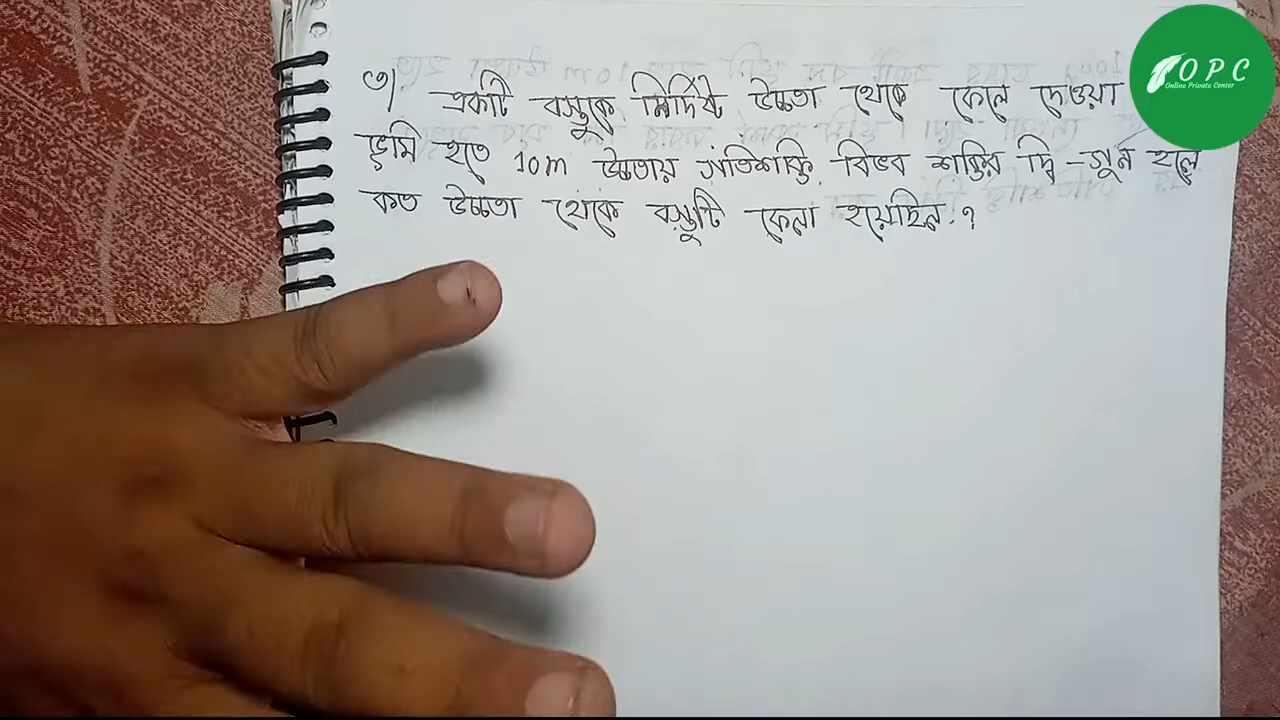 ৩| একটি বস্তুকে নির্দিষ্ট উচ্চতা থেকে ফেলে দেওয়া
ভূমি হতে 10m উচ্চতায় গতিশক্তি বিভব শক্তির দ্বি-গুন হলে
কত উচ্চতা থেকে বস্তুটি ফেলা হয়েছিল ?
OPC
Online Private Center